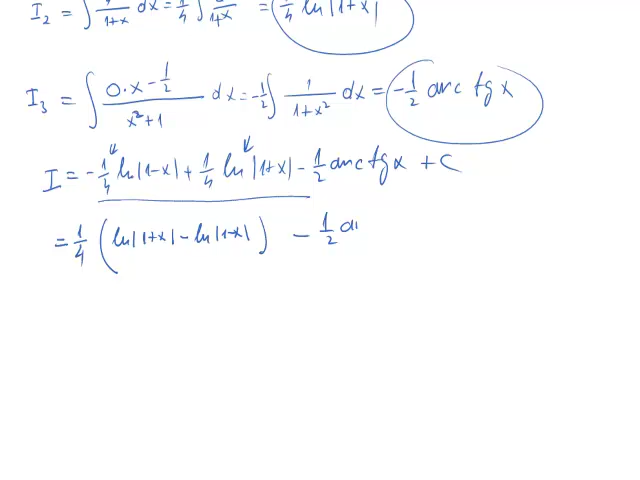 I₂ = ∫ 1/(1+x) dx = 1/4 ∫ /(1+x) = 1/4 ln|1+x|
I₃ = ∫ (0·x - 1/2)/(x²+1) dx = -1/2 ∫ 1/(1+x²) dx = -1/2 arc tg x
I = -1/4 ln|1-x| + 1/4 ln|1+x| - 1/2 arc tg x + C
= 1/4 (ln|1+x| - ln|1-x|) - 1/2 a